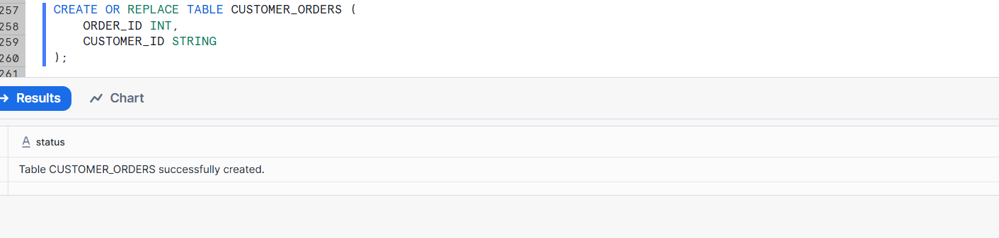 257 CREATE OR REPLACE TABLE CUSTOMER_ORDERS (
258 ORDER_ID INT,
259 CUSTOMER_ID STRING
260 );
261
Results Chart
A status
Table CUSTOMER_ORDERS successfully created.